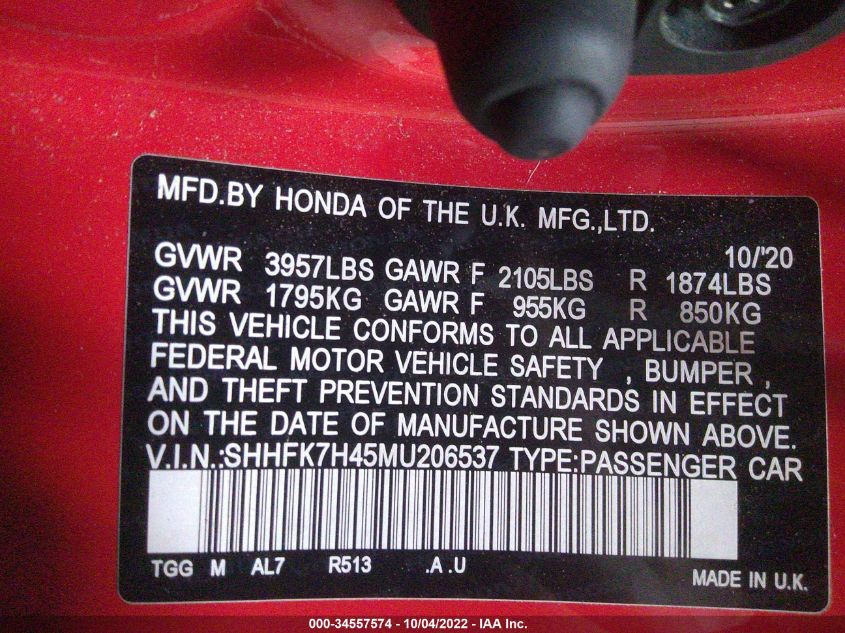 MFD.BY HONDA OF THE U.K. MFG.,LTD.
10/'20
GVWR 3957LBS GAWR F 2105LBS R 1874LBS
GVWR 1795KG GAWR F 955KG R 850KG
THIS VEHICLE CONFORMS TO ALL APPLICABLE
FEDERAL MOTOR VEHICLE SAFETY , BUMPER ,
AND THEFT PREVENTION STANDARDS IN EFFECT
ON THE DATE OF MANUFACTURE SHOWN ABOVE.
V.I.N.:SHHFK7H45MU206537 TYPE:PASSENGER CAR
TGG M AL7 R513 .A .U
MADE IN U.K.
000-34557574 - 10/04/2022 - IAA Inc.